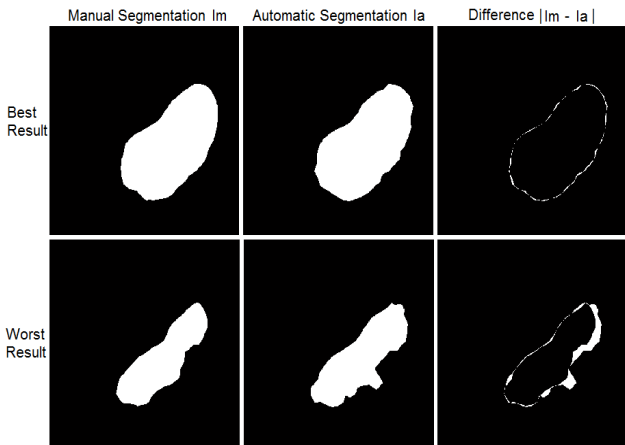 Manual Segmentation Im
Automatic Segmentation Ia
Difference |Im - Ia|
Best
Result
Worst
Result